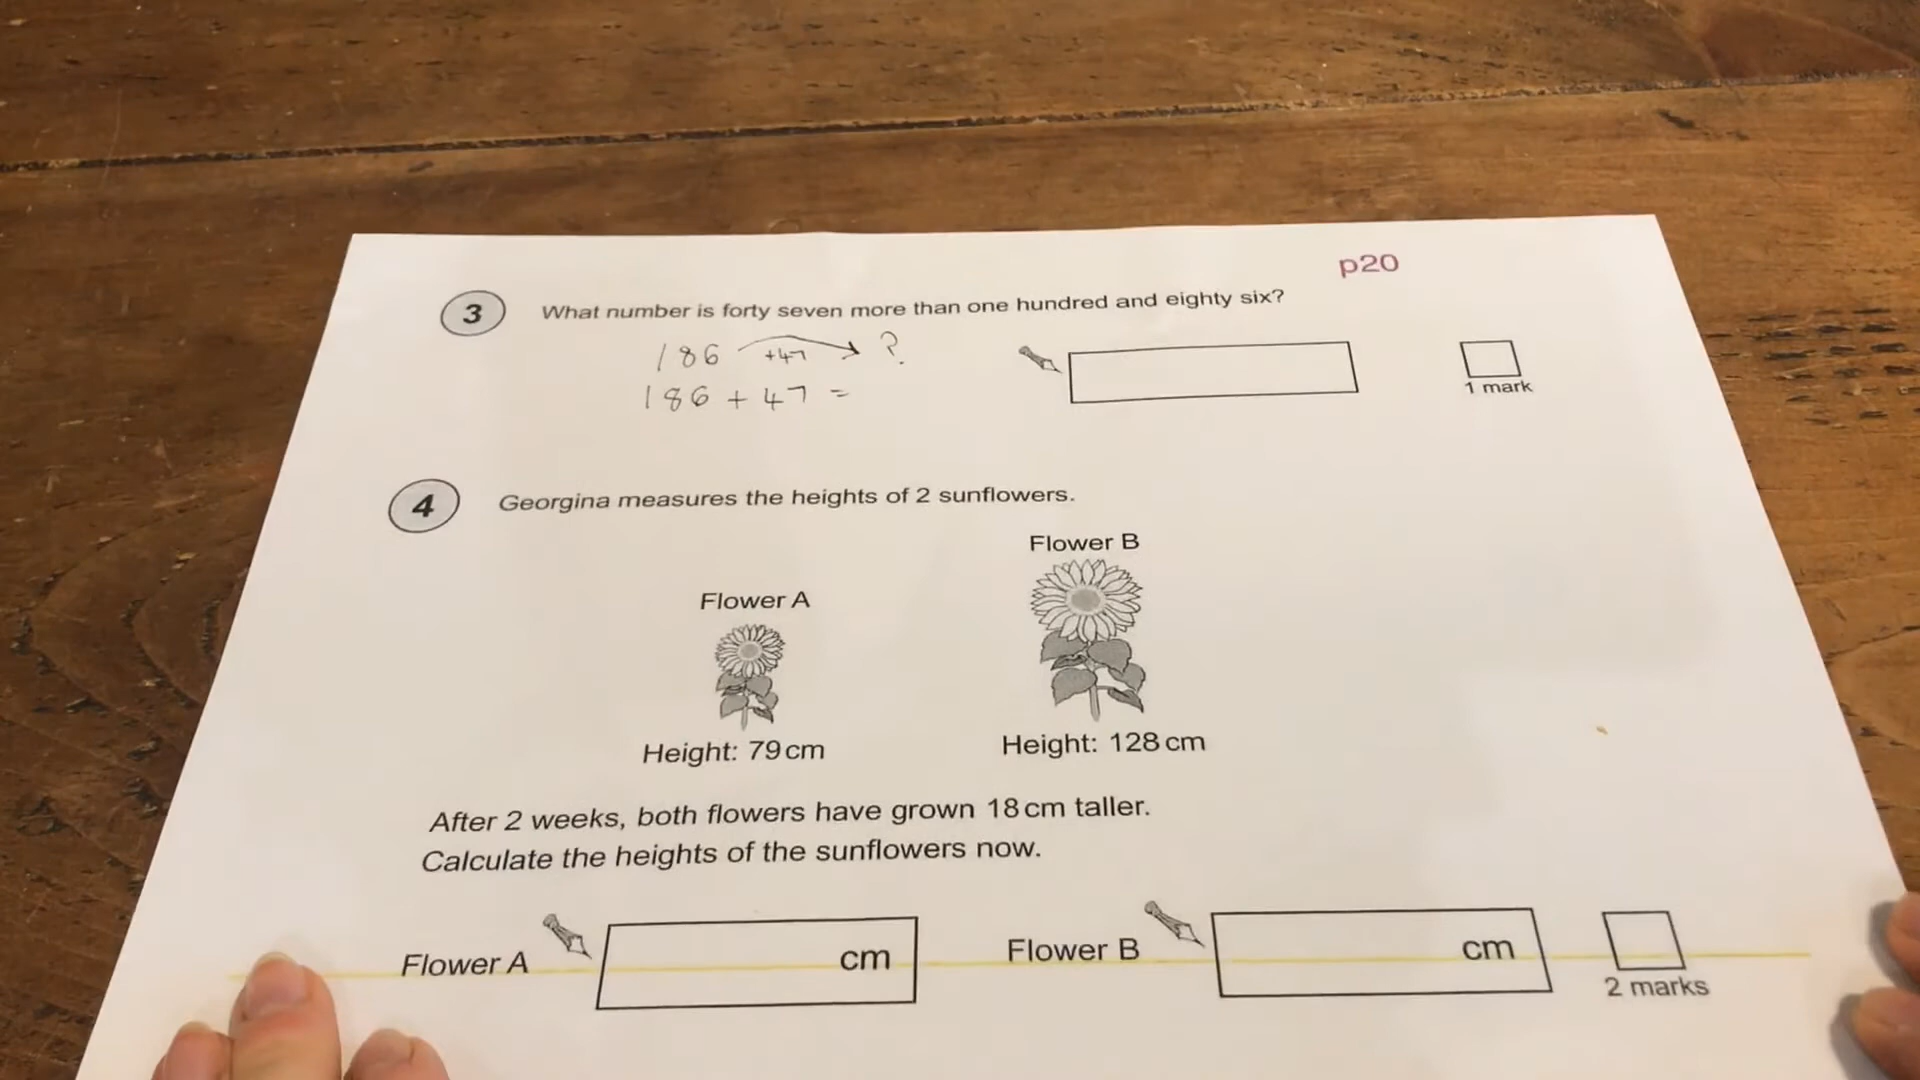 p20
3 What number is forty seven more than one hundred and eighty six?
186 +47 ?
186 + 47 =
1 mark
4 Georgina measures the heights of 2 sunflowers.
Flower B
Flower A
Height: 79 cm Height: 128 cm
After 2 weeks, both flowers have grown 18 cm taller.
Calculate the heights of the sunflowers now.
Flower A cm Flower B cm
2 marks